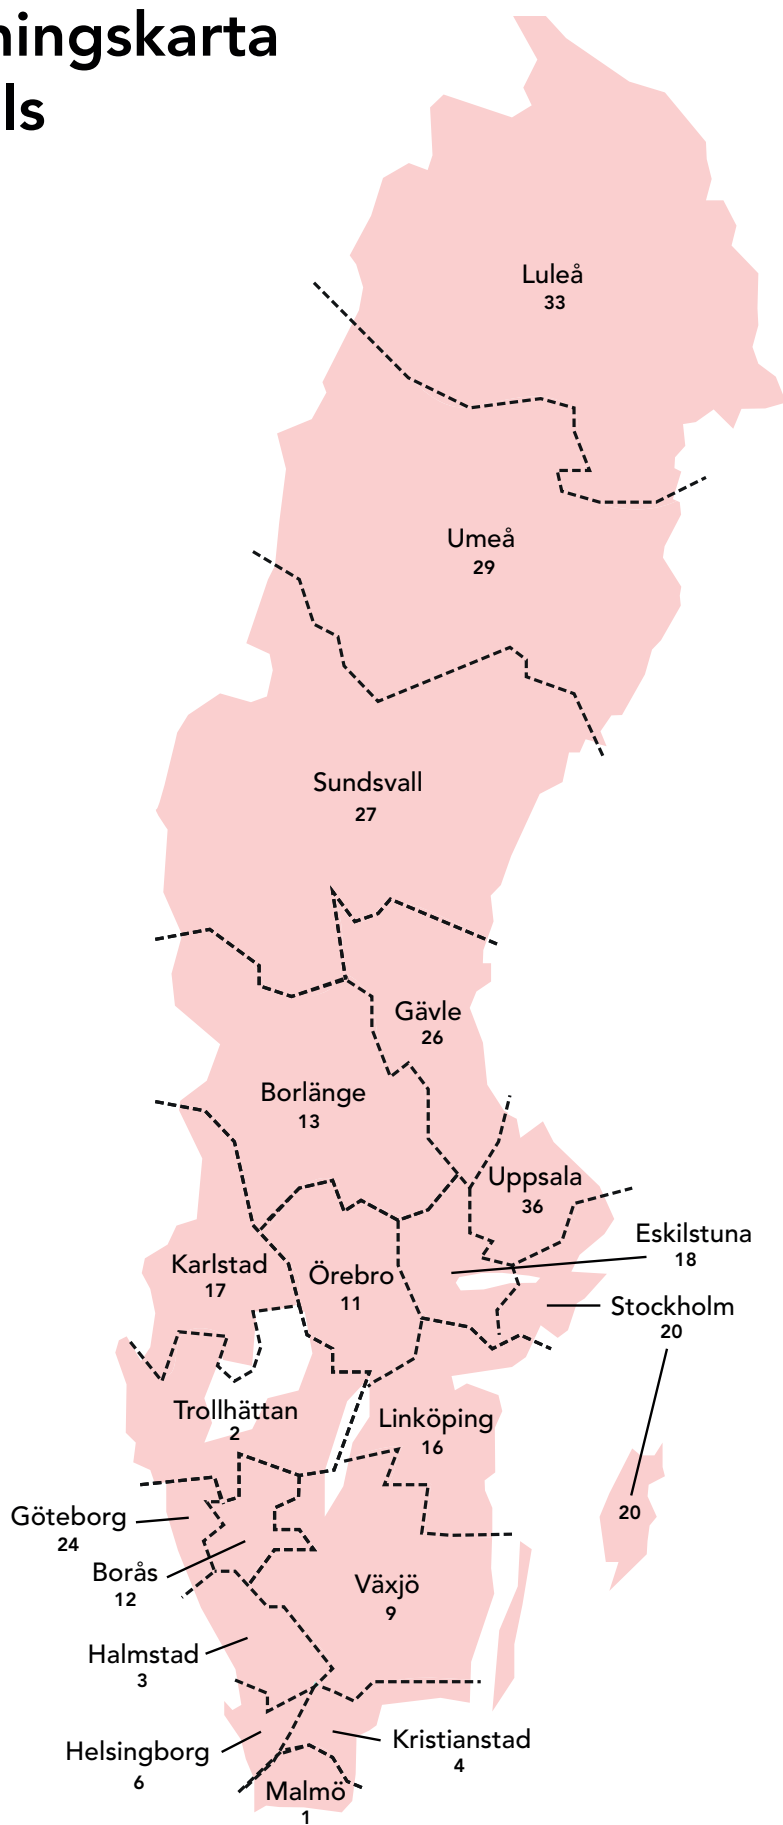 ningskarta
ls
Luleå
33
Umeå
29
Sundsvall
27
Gävle
26
Borlänge
13
Uppsala
36
Eskilstuna
18
Karlstad
17
Örebro
11
Stockholm
20
Trollhättan
2
Linköping
16
Göteborg
24
20
Borås
12
Växjö
9
Halmstad
3
Kristianstad
4
Helsingborg
6
Malmö
1